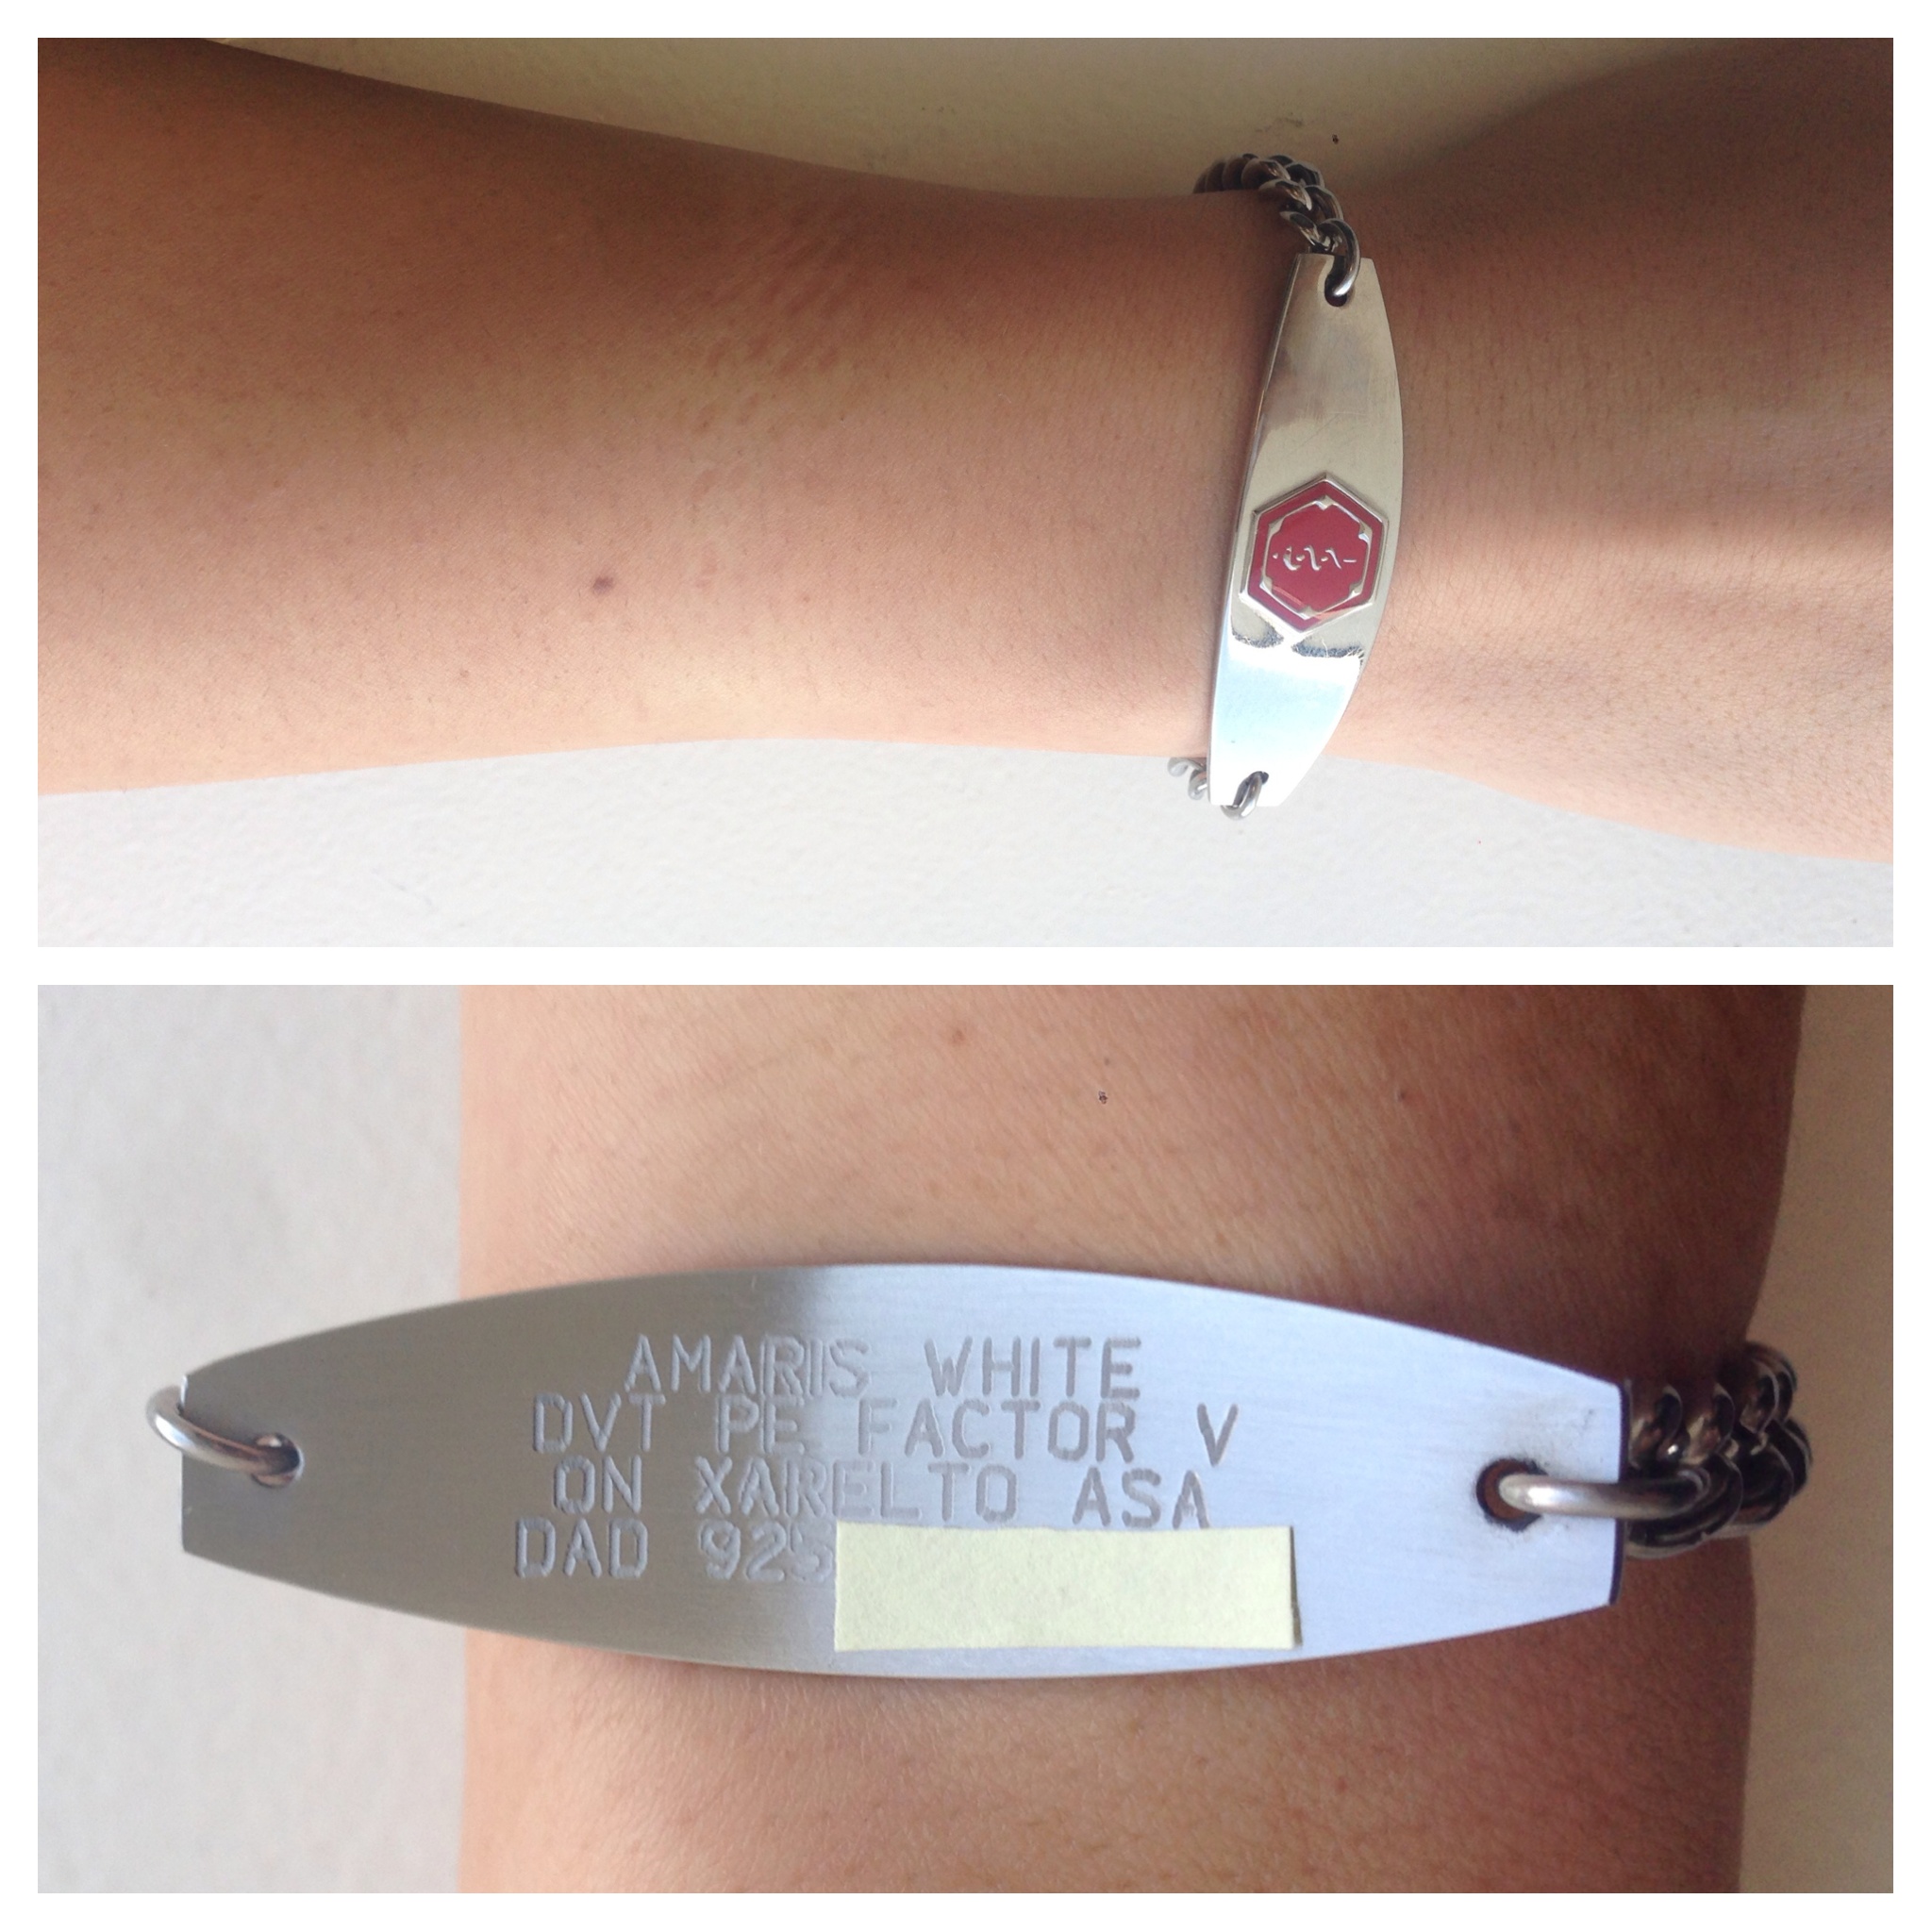 AMARIS WHITE
DVT PE FACTOR V
ON XARELTO ASA
DAD 925